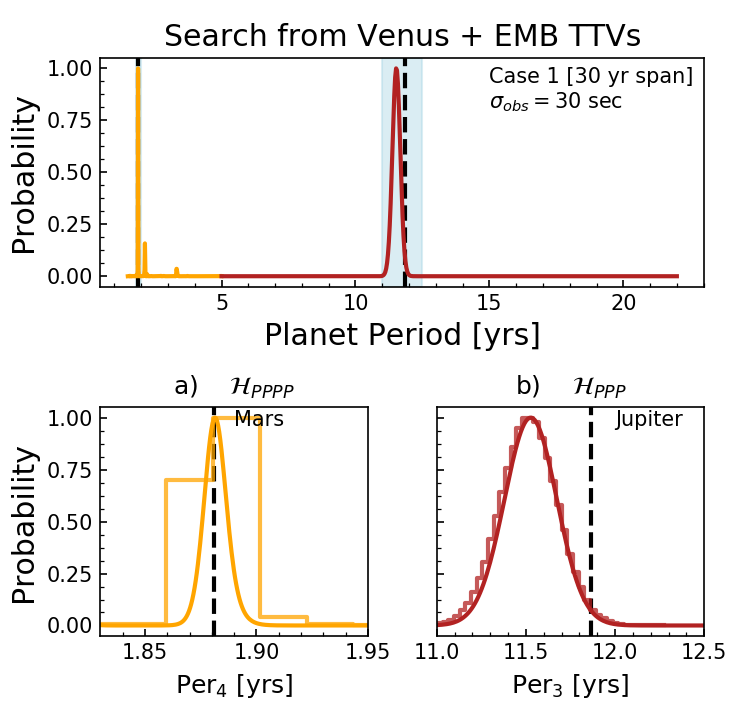 Search from Venus + EMB TTVs
Case 1 [30 yr span]
σ_obs = 30 sec
Probability
1.00
0.75
0.50
0.25
0.00
5 10 15 20
Planet Period [yrs]
a) ℋ_PPPP
Mars
Probability
1.00
0.75
0.50
0.25
0.00
1.85 1.90 1.95
Per₄ [yrs]
b) ℋ_PPP
Jupiter
11.0 11.5 12.0 12.5
Per₃ [yrs]